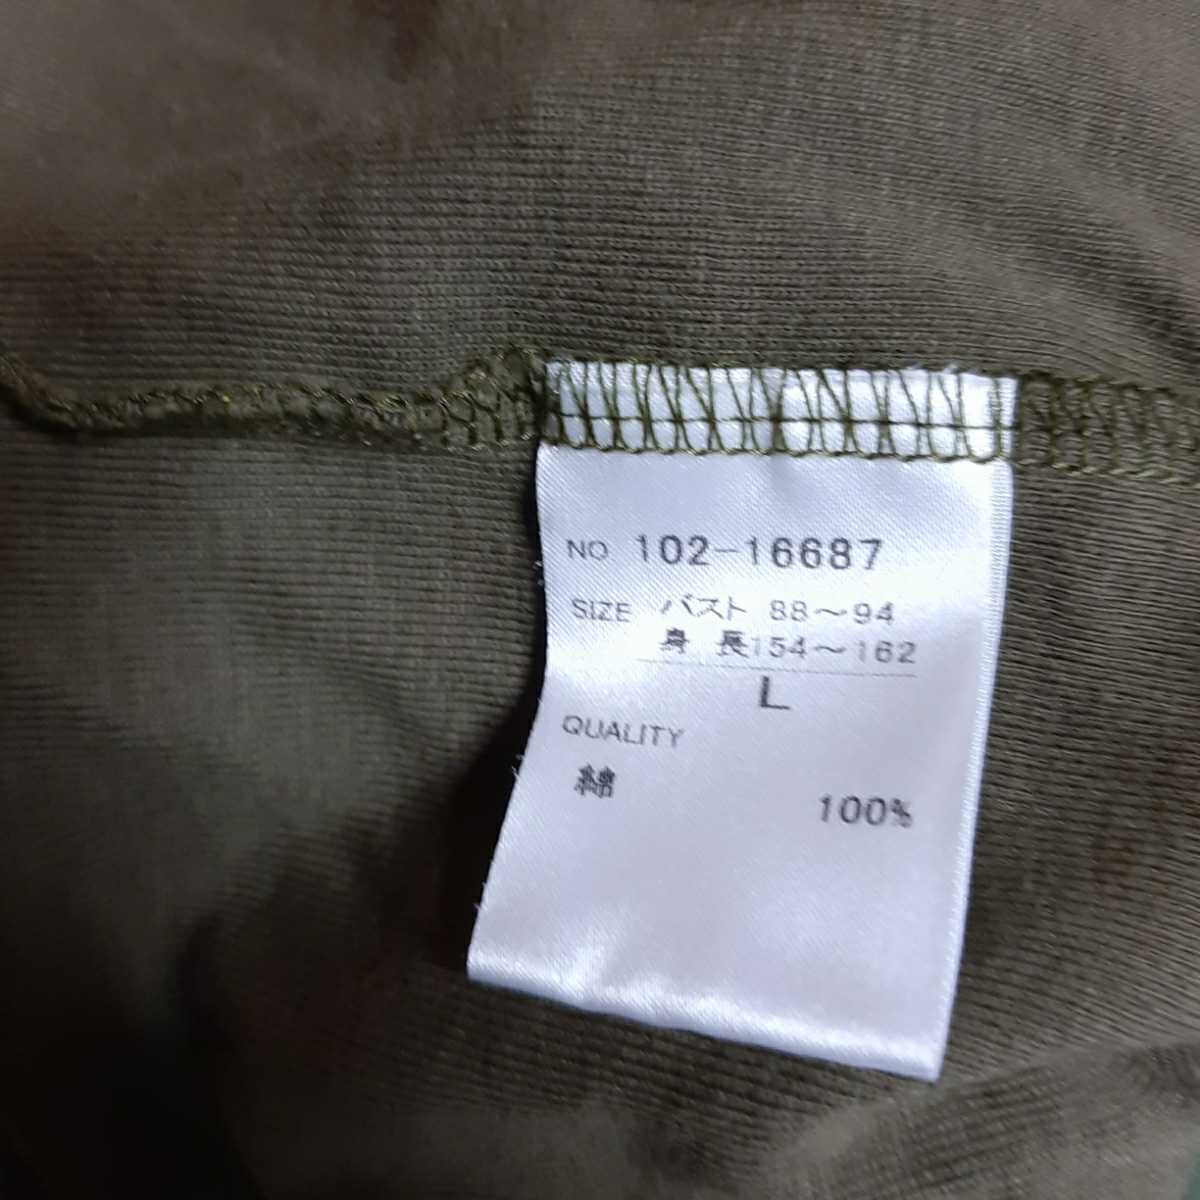 NO 102-16687
SIZE バスト 88～94
身 長154～162
L
QUALITY
綿 100%